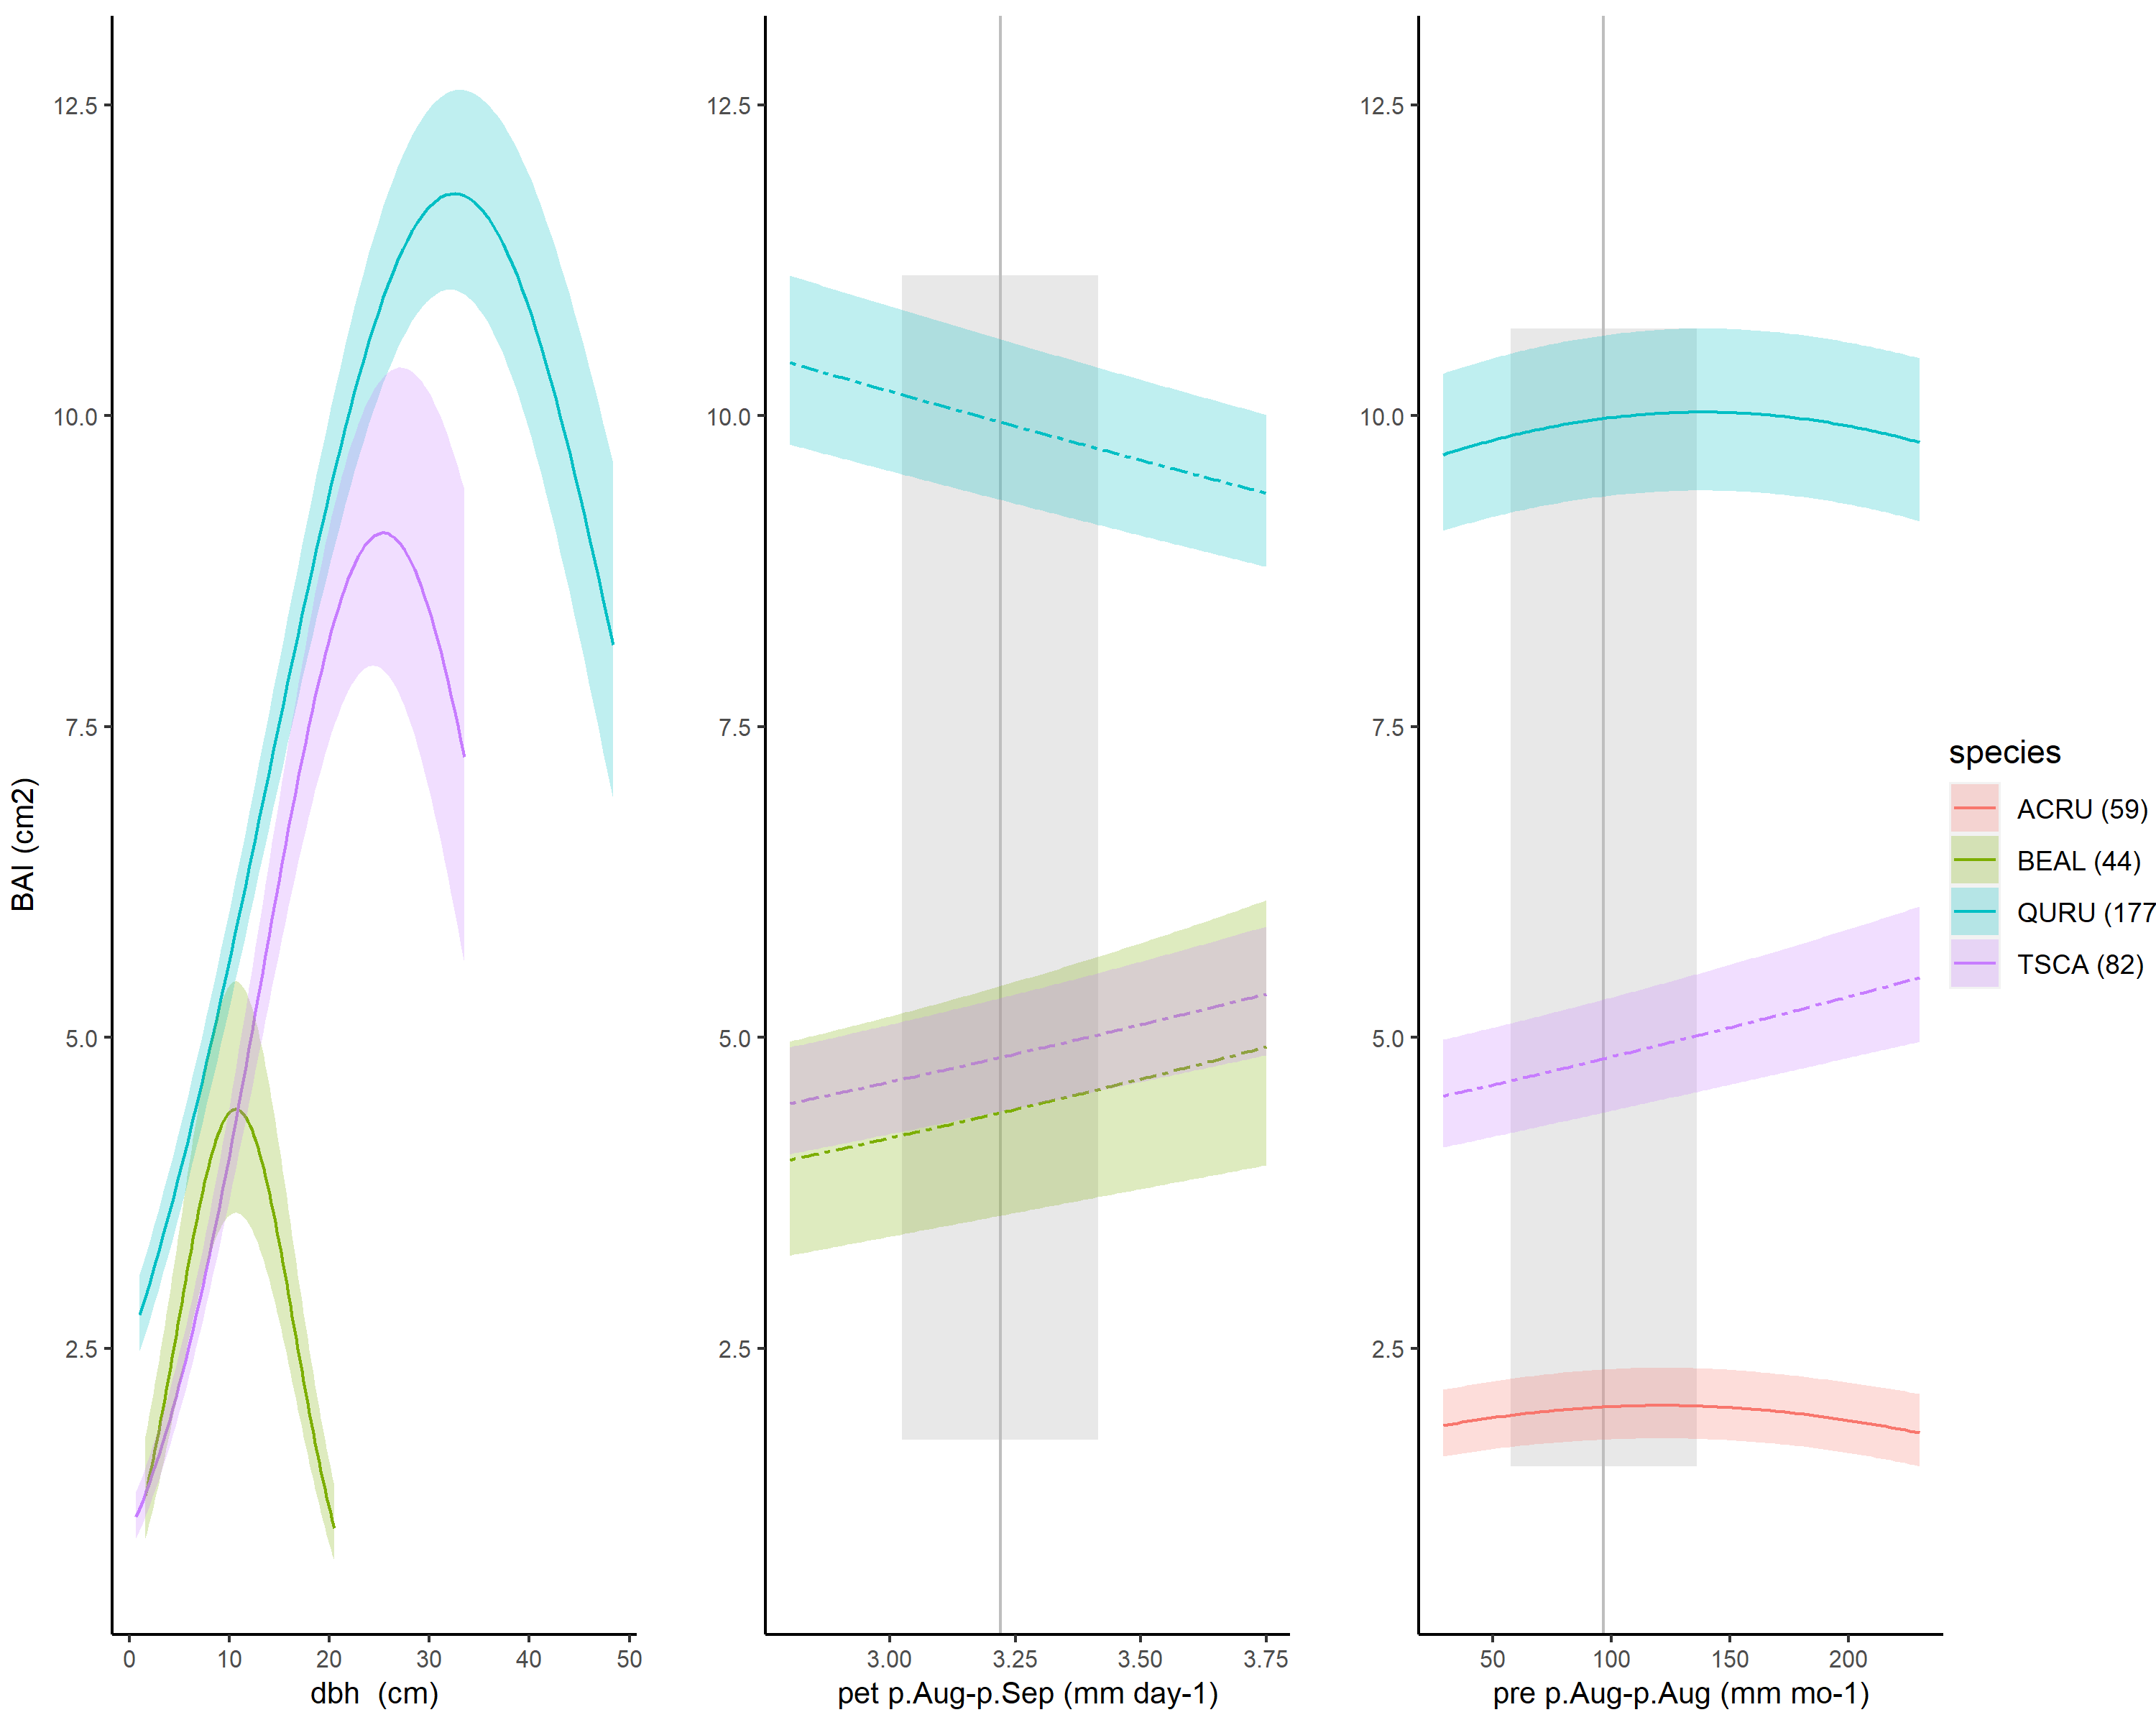 BAI (cm2)
12.5
10.0
7.5
5.0
2.5
0 10 20 30 40 50
dbh  (cm)
12.5
10.0
7.5
5.0
2.5
3.00 3.25 3.50 3.75
pet p.Aug-p.Sep (mm day-1)
12.5
10.0
7.5
5.0
2.5
50 100 150 200
pre p.Aug-p.Aug (mm mo-1)
species
ACRU (59)
BEAL (44)
QURU (177
TSCA (82)